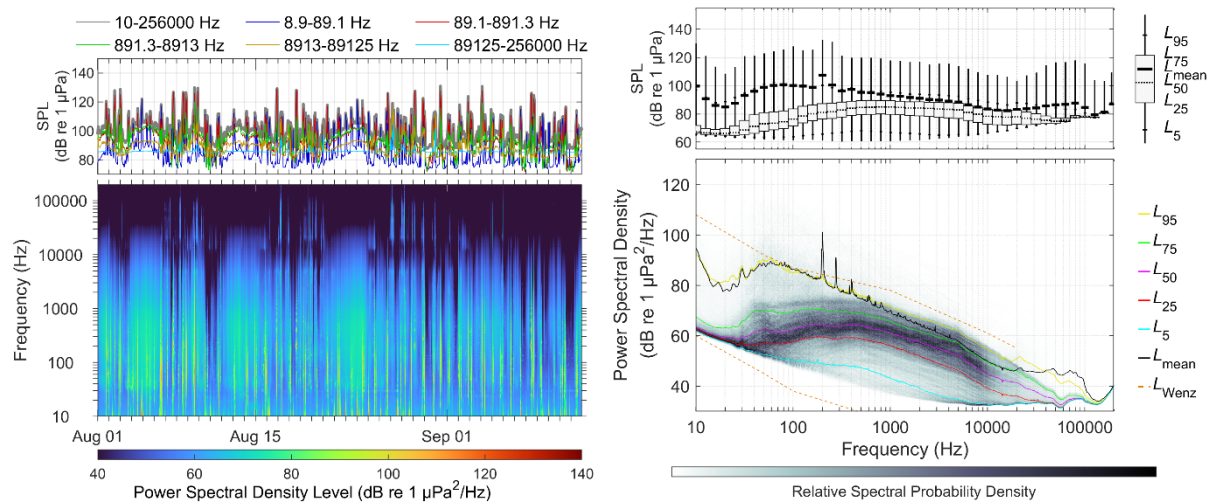 10-256000 Hz 8.9-89.1 Hz 89.1-891.3 Hz
891.3-8913 Hz 8913-89125 Hz 89125-256000 Hz
SPL
(dB re 1 µPa)
140
120
100
80
Frequency (Hz)
100000
10000
1000
100
10
Aug 01 Aug 15 Sep 01
40 60 80 100 120 140
Power Spectral Density Level (dB re 1 µPa²/Hz)
SPL
(dB re 1 µPa)
140
120
100
80
60
L95
L75
Lmean
L50
L25
L5
Power Spectral Density
(dB re 1 µPa²/Hz)
120
100
80
60
40
10 100 1000 10000 100000
Frequency (Hz)
L95
L75
L50
L25
L5
Lmean
LWenz
Relative Spectral Probability Density